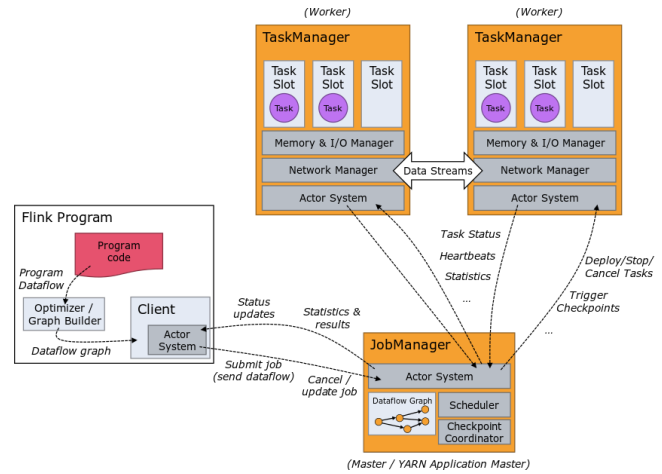 (Worker)
(Worker)
TaskManager
TaskManager
Task
Slot
Task
Slot
Task
Slot
Task
Slot
Task
Slot
Task
Slot
Task
Task
Task
Task
Memory & I/O Manager
Memory & I/O Manager
Network Manager
Data Streams
Network Manager
Actor System
Actor System
Flink Program
Program
code
Program
Dataflow
Optimizer /
Graph Builder
Dataflow graph
Client
Actor
System
Task Status
Heartbeats
Statistics
...
Deploy/Stop/
Cancel Tasks
Trigger
Checkpoints
...
Status
updates
Statistics &
results
Submit job
(send dataflow)
Cancel /
update job
JobManager
Actor System
Dataflow Graph
Scheduler
Checkpoint
Coordinator
(Master / YARN Application Master)